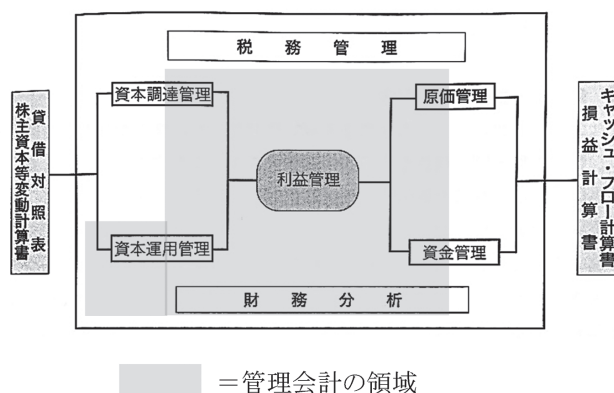 税務管理
貸借対照表
株主資本等変動計算書
資本調達管理
原価管理
利益管理
資本運用管理
資金管理
キャッシュ・フロー計算書
損益計算書
財務分析
＝管理会計の領域